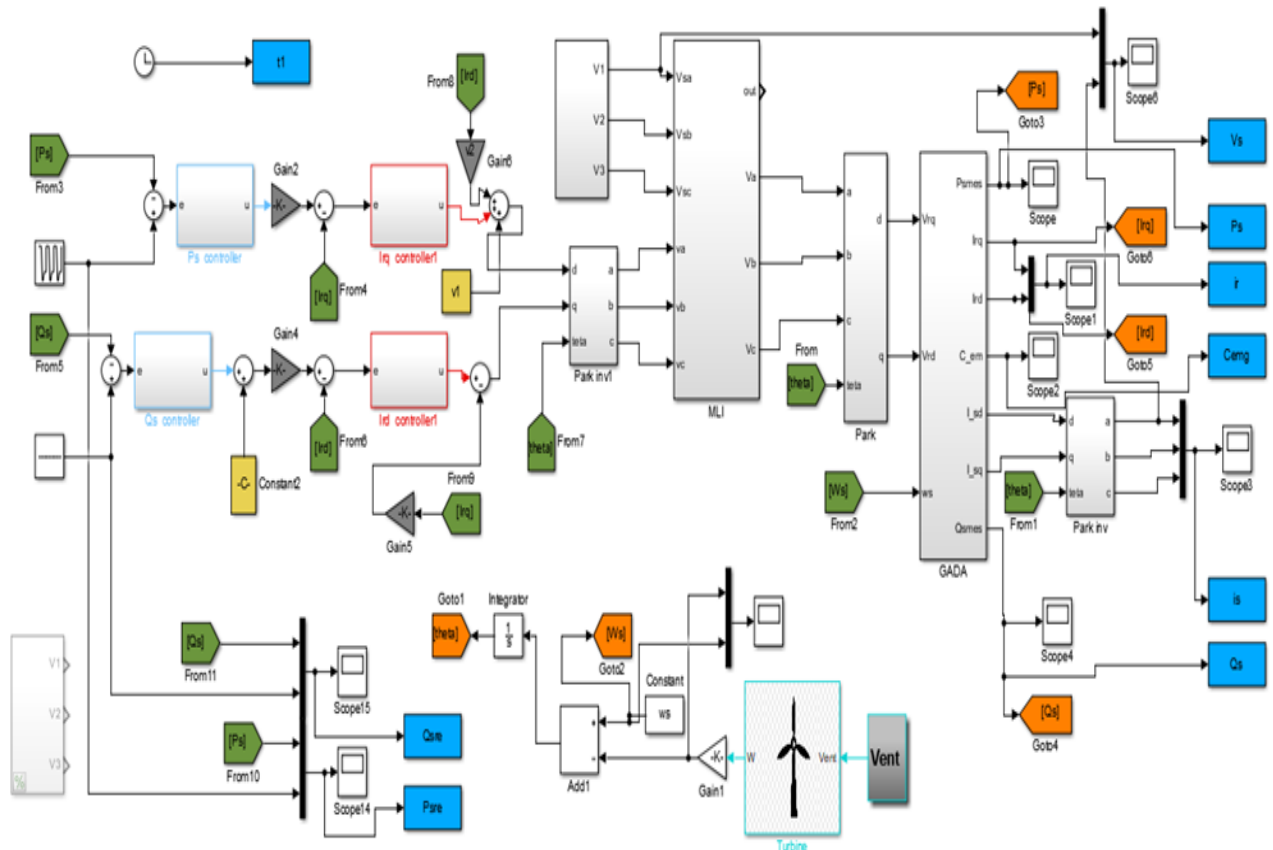 t1
[Ps]
From3
e
u
Ps controller
Gain2
-K-
[Irq]
From4
e
u
Irq controller1
From8
[Ird]
Gain6
v1
[Qs]
From5
e
u
Qs controller
-C-
Constant2
Gain4
-K-
[Ird]
From6
e
u
Ird controller1
From9
[Irq]
-K-
Gain5
d
q
teta
a
b
c
Park inv1
[theta]
From7
V1
V2
V3
Vsa
Vsb
Vsc
va
vb
vc
out
Va
Vb
Vc
MLI
From
[theta]
a
b
c
teta
d
q
Park
[Ws]
From2
Vrq
Vrd
ws
Psmes
Irq
Ird
C_em
I_sd
I_sq
Qsmes
GADA
[Ps]
Goto3
Scope
[Irq]
Goto6
Scope1
[Ird]
Goto5
Scope2
[theta]
From1
d
q
teta
a
b
c
Park inv
Scope3
Scope4
[Qs]
Goto4
Vs
Ps
ir
Cemg
is
Qs
V1
V2
V3
[Qs]
From11
[Ps]
From10
Scope15
Qsre
Scope14
Psre
Goto1
[theta]
Integrator
1
s
[Ws]
Goto2
Constant
ws
+
-
Add1
-K-
Gain1
W
Vent
Turbine
Vent